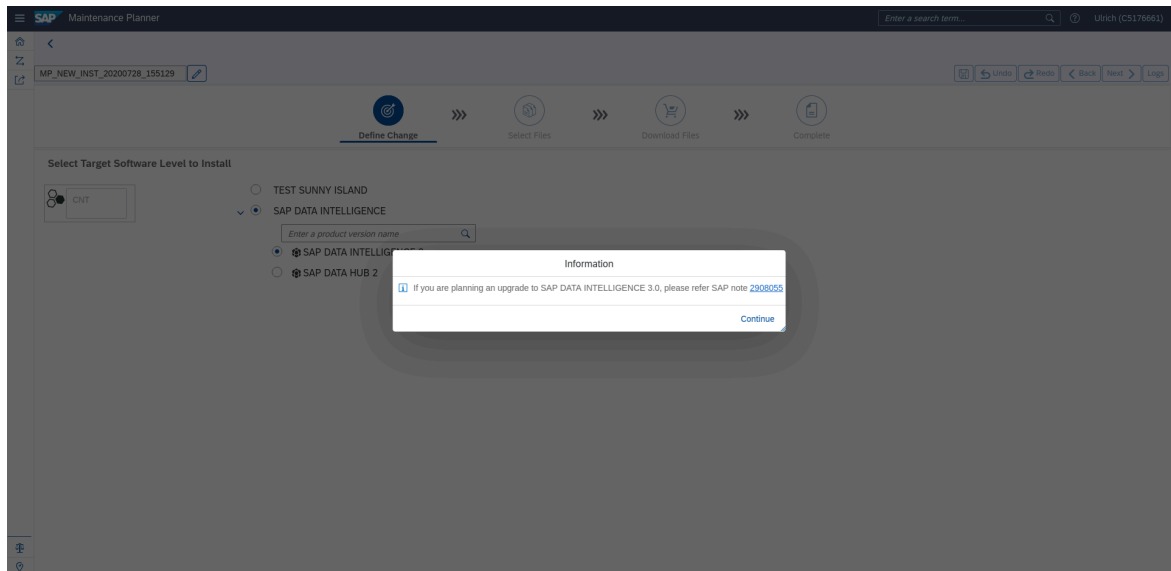 SAP Maintenance Planner
Enter a search term...
Ulrich (C5176661)
MP_NEW_INST_20200728_155129
Undo
Redo
Back
Next
Logs
Define Change
Select Files
Download Files
Complete
Select Target Software Level to Install
CNT
TEST SUNNY ISLAND
SAP DATA INTELLIGENCE
Enter a product version name
SAP DATA
SAP DATA HUB 2
Information
If you are planning an upgrade to SAP DATA INTELLIGENCE 3.0, please refer SAP note 2908055
Continue